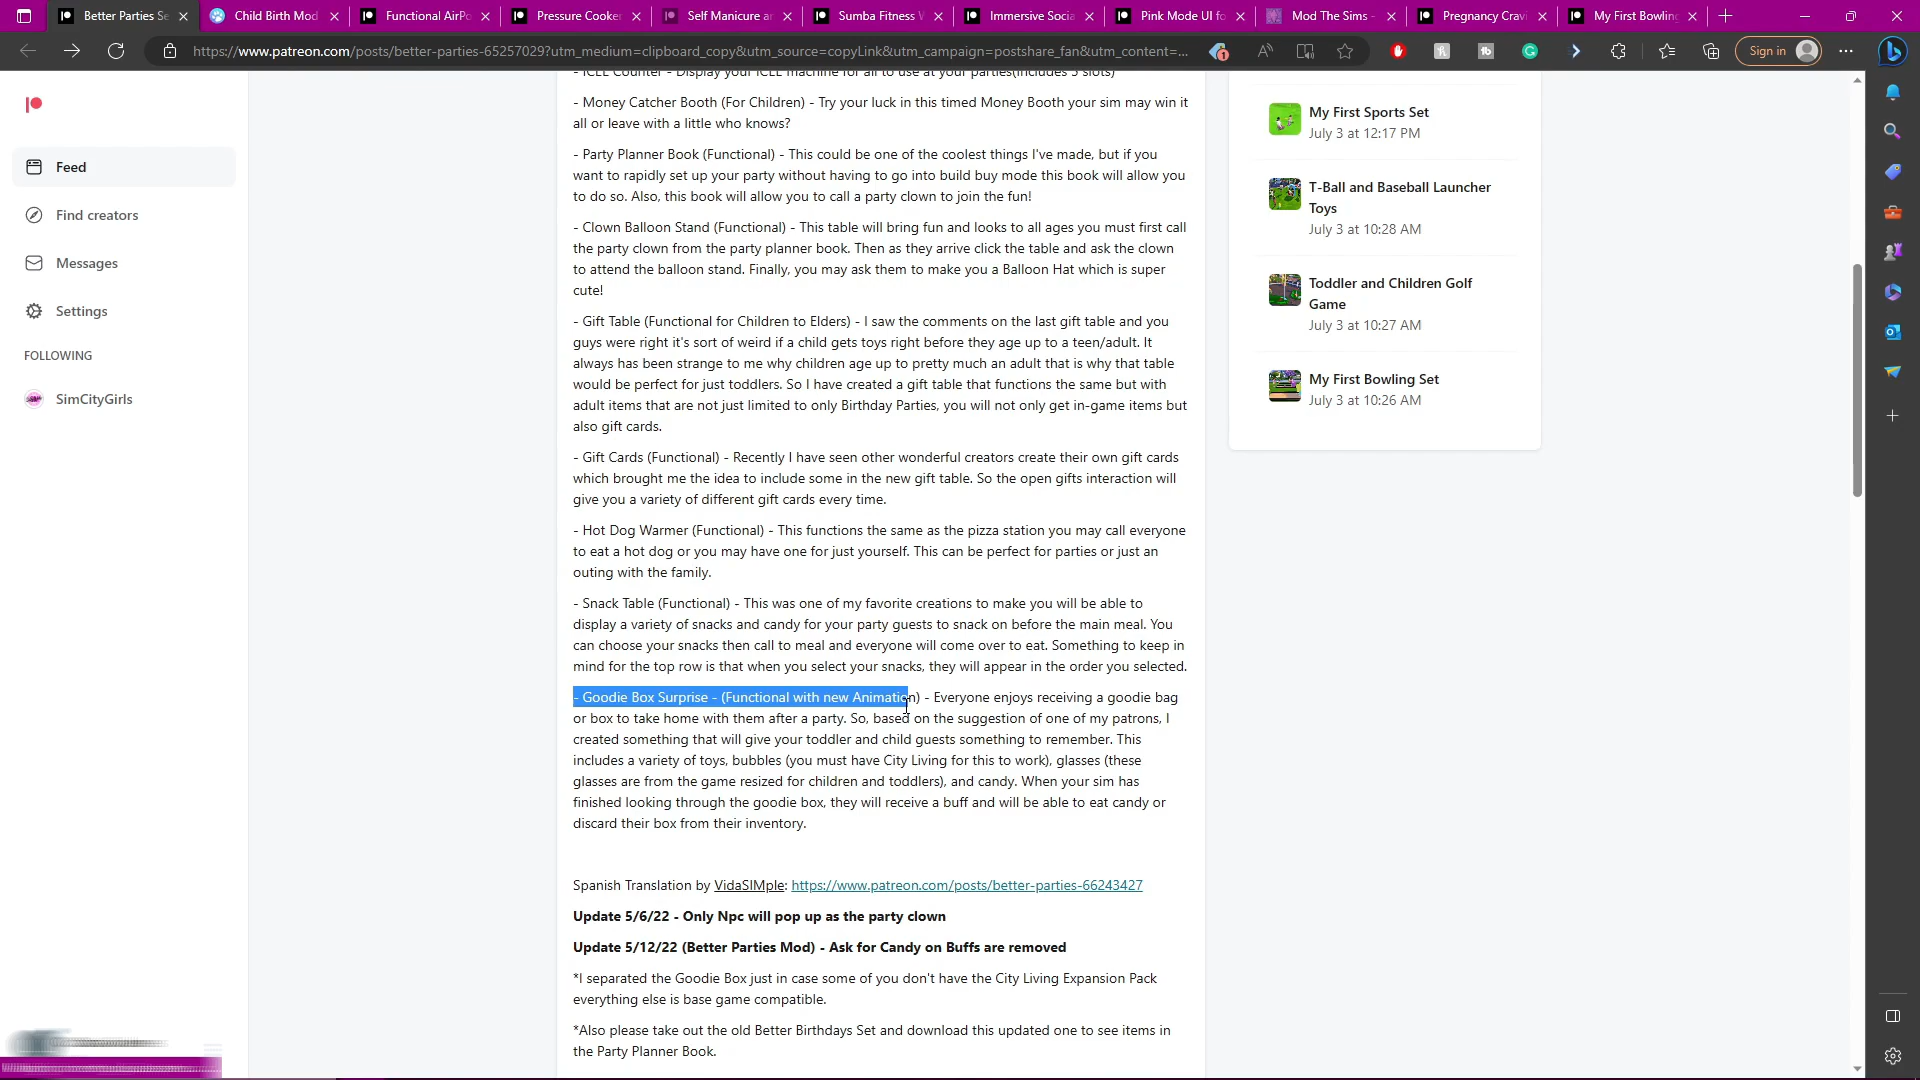 Better Parties Se
Child Birth Mod
Functional AirPo
Pressure Cooker
Self Manicure ar
Sumba Fitness V
Immersive Socia
Pink Mode UI fo
Mod The Sims -
Pregnancy Cravi
My First Bowling
https://www.patreon.com/posts/better-parties-65257029?utm_medium=clipboard_copy&utm_source=copyLink&utm_campaign=postshare_fan&utm_content=...
Sign in
Feed
Find creators
Messages
Settings
FOLLOWING
SimCityGirls
- ICEE Counter - Display your ICEE machine for all to use at your parties(includes 5 slots)
- Money Catcher Booth (For Children) - Try your luck in this timed Money Booth your sim may win it
all or leave with a little who knows?
- Party Planner Book (Functional) - This could be one of the coolest things I've made, but if you
want to rapidly set up your party without having to go into build buy mode this book will allow you
to do so. Also, this book will allow you to call a party clown to join the fun!
- Clown Balloon Stand (Functional) - This table will bring fun and looks to all ages you must first call
the party clown from the party planner book. Then as they arrive click the table and ask the clown
to attend the balloon stand. Finally, you may ask them to make you a Balloon Hat which is super
cute!
- Gift Table (Functional for Children to Elders) - I saw the comments on the last gift table and you
guys were right it's sort of weird if a child gets toys right before they age up to a teen/adult. It
always has been strange to me why children age up to pretty much an adult that is why that table
would be perfect for just toddlers. So I have created a gift table that functions the same but with
adult items that are not just limited to only Birthday Parties, you will not only get in-game items but
also gift cards.
- Gift Cards (Functional) - Recently I have seen other wonderful creators create their own gift cards
which brought me the idea to include some in the new gift table. So the open gifts interaction will
give you a variety of different gift cards every time.
- Hot Dog Warmer (Functional) - This functions the same as the pizza station you may call everyone
to eat a hot dog or you may have one for just yourself. This can be perfect for parties or just an
outing with the family.
- Snack Table (Functional) - This was one of my favorite creations to make you will be able to
display a variety of snacks and candy for your party guests to snack on before the main meal. You
can choose your snacks then call to meal and everyone will come over to eat. Something to keep in
mind for the top row is that when you select your snacks, they will appear in the order you selected.
- Goodie Box Surprise - (Functional with new Animation) - Everyone enjoys receiving a goodie bag
or box to take home with them after a party. So, based on the suggestion of one of my patrons, I
created something that will give your toddler and child guests something to remember. This
includes a variety of toys, bubbles (you must have City Living for this to work), glasses (these
glasses are from the game resized for children and toddlers), and candy. When your sim has
finished looking through the goodie box, they will receive a buff and will be able to eat candy or
discard their box from their inventory.
Spanish Translation by VidaSIMple: https://www.patreon.com/posts/better-parties-66243427
Update 5/6/22 - Only Npc will pop up as the party clown
Update 5/12/22 (Better Parties Mod) - Ask for Candy on Buffs are removed
*I separated the Goodie Box just in case some of you don't have the City Living Expansion Pack
everything else is base game compatible.
*Also please take out the old Better Birthdays Set and download this updated one to see items in
the Party Planner Book.
My First Sports Set
July 3 at 12:17 PM
T-Ball and Baseball Launcher
Toys
July 3 at 10:28 AM
Toddler and Children Golf
Game
July 3 at 10:27 AM
My First Bowling Set
July 3 at 10:26 AM